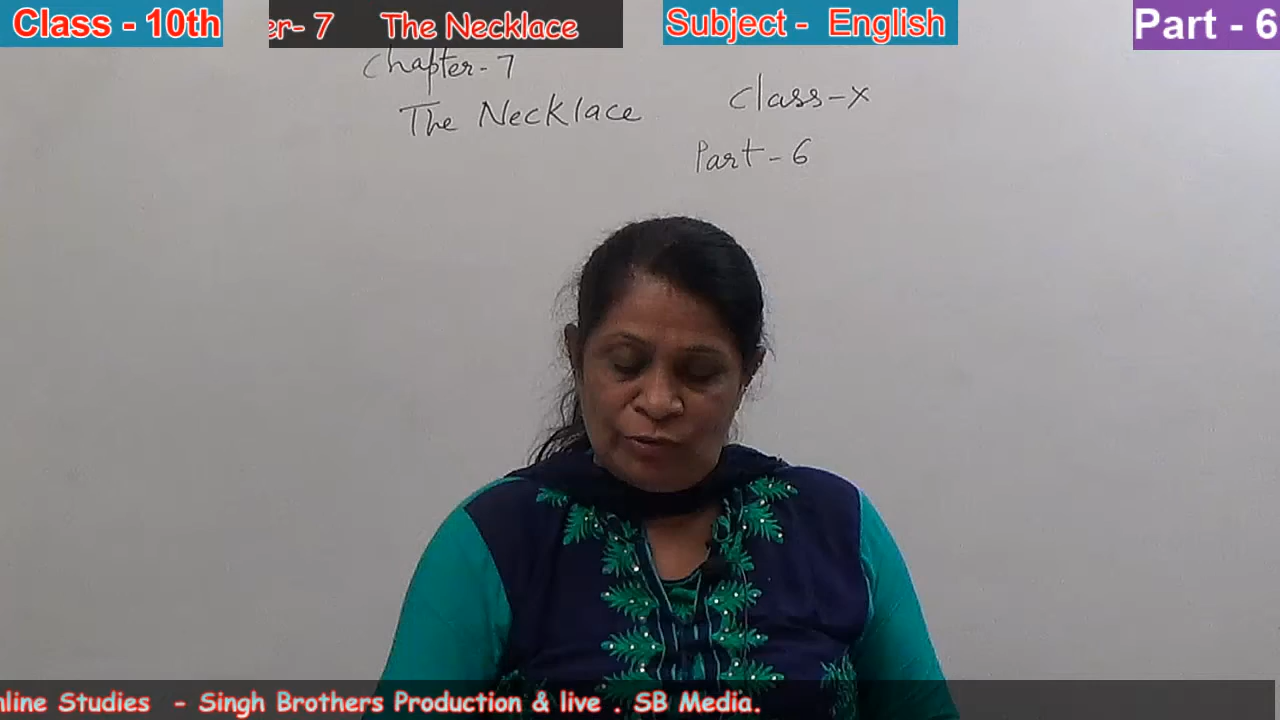 Class - 10th
er- 7 The Necklace
Subject - English
Part - 6
Chapter-7
The Necklace
Class-X
Part-6
nline Studies - Singh Brothers Production & live . SB Media.